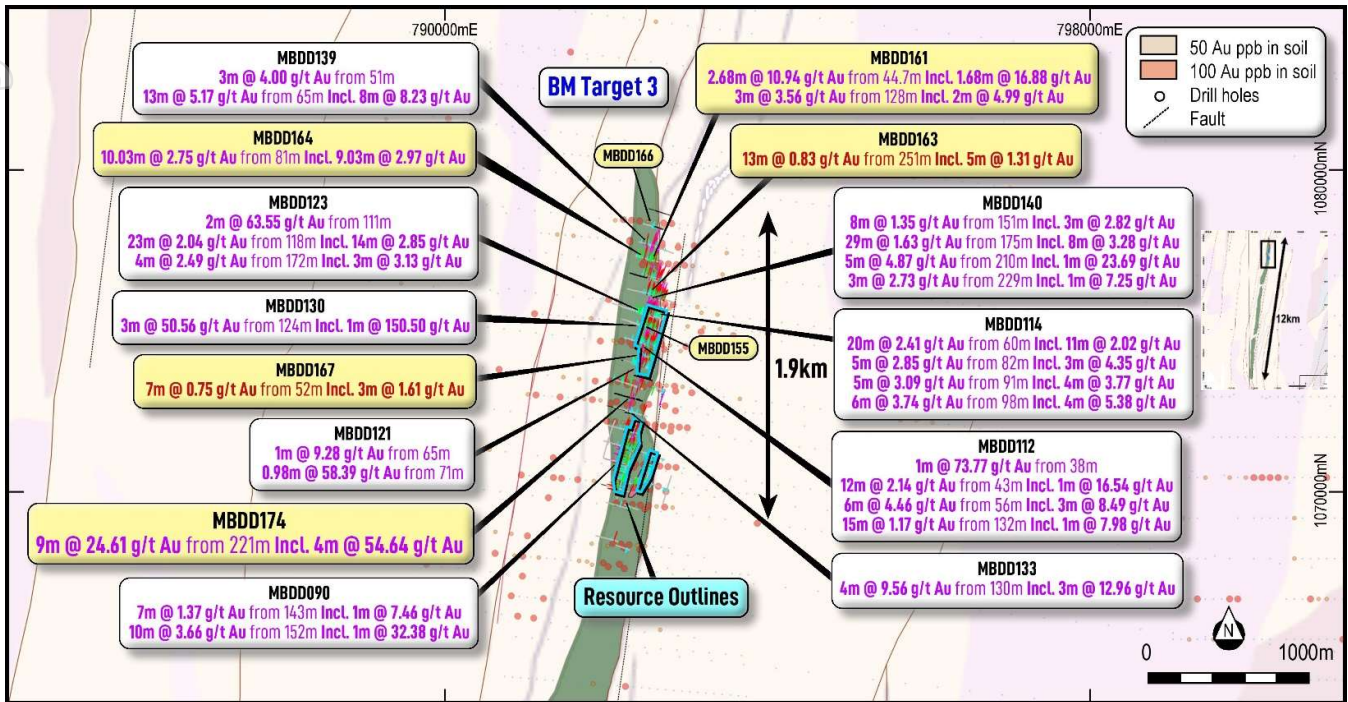 790000mE
798000mE
MBDD139
3m @ 4.00 g/t Au from 51m
13m @ 5.17 g/t Au from 65m Incl. 8m @ 8.23 g/t Au
MBDD164
10.03m @ 2.75 g/t Au from 81m Incl. 9.03m @ 2.97 g/t Au
MBDD123
2m @ 63.55 g/t Au from 111m
23m @ 2.04 g/t Au from 118m Incl. 14m @ 2.85 g/t Au
4m @ 2.49 g/t Au from 172m Incl. 3m @ 3.13 g/t Au
MBDD130
3m @ 50.56 g/t Au from 124m Incl. 1m @ 150.50 g/t Au
MBDD167
7m @ 0.75 g/t Au from 52m Incl. 3m @ 1.61 g/t Au
MBDD121
1m @ 9.28 g/t Au from 65m
0.98m @ 58.39 g/t Au from 71m
MBDD174
9m @ 24.61 g/t Au from 221m Incl. 4m @ 54.64 g/t Au
MBDD090
7m @ 1.37 g/t Au from 143m Incl. 1m @ 7.46 g/t Au
10m @ 3.66 g/t Au from 152m Incl. 1m @ 32.38 g/t Au
BM Target 3
MBDD166
MBDD155
1.9km
Resource Outlines
MBDD161
2.68m @ 10.94 g/t Au from 44.7m Incl. 1.68m @ 16.88 g/t Au
3m @ 3.56 g/t Au from 128m Incl. 2m @ 4.99 g/t Au
MBDD163
13m @ 0.83 g/t Au from 251m Incl. 5m @ 1.31 g/t Au
MBDD140
8m @ 1.35 g/t Au from 151m Incl. 3m @ 2.82 g/t Au
29m @ 1.63 g/t Au from 175m Incl. 8m @ 3.28 g/t Au
5m @ 4.87 g/t Au from 210m Incl. 1m @ 23.69 g/t Au
3m @ 2.73 g/t Au from 229m Incl. 1m @ 7.25 g/t Au
MBDD114
20m @ 2.41 g/t Au from 60m Incl. 11m @ 2.02 g/t Au
5m @ 2.85 g/t Au from 82m Incl. 3m @ 4.35 g/t Au
5m @ 3.09 g/t Au from 91m Incl. 4m @ 3.77 g/t Au
6m @ 3.74 g/t Au from 98m Incl. 4m @ 5.38 g/t Au
MBDD112
1m @ 73.77 g/t Au from 38m
12m @ 2.14 g/t Au from 43m Incl. 1m @ 16.54 g/t Au
6m @ 4.46 g/t Au from 56m Incl. 3m @ 8.49 g/t Au
15m @ 1.17 g/t Au from 132m Incl. 1m @ 7.98 g/t Au
MBDD133
4m @ 9.56 g/t Au from 130m Incl. 3m @ 12.96 g/t Au
50 Au ppb in soil
100 Au ppb in soil
Drill holes
Fault
1080000mN
12km
1070000mN
N
0 1000m